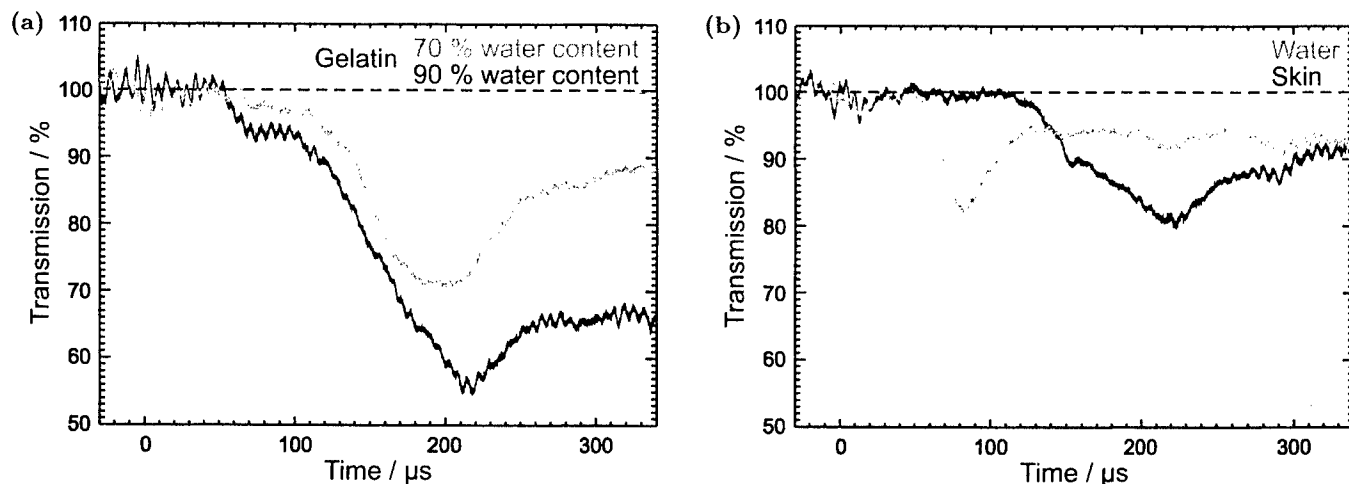 (a)
110
100
90
80
70
60
50
Transmission / %
Gelatin
70 % water content
90 % water content
0
100
200
300
Time / µs
(b)
110
100
90
80
70
60
50
Transmission / %
Water
Skin
0
100
200
300
Time / µs